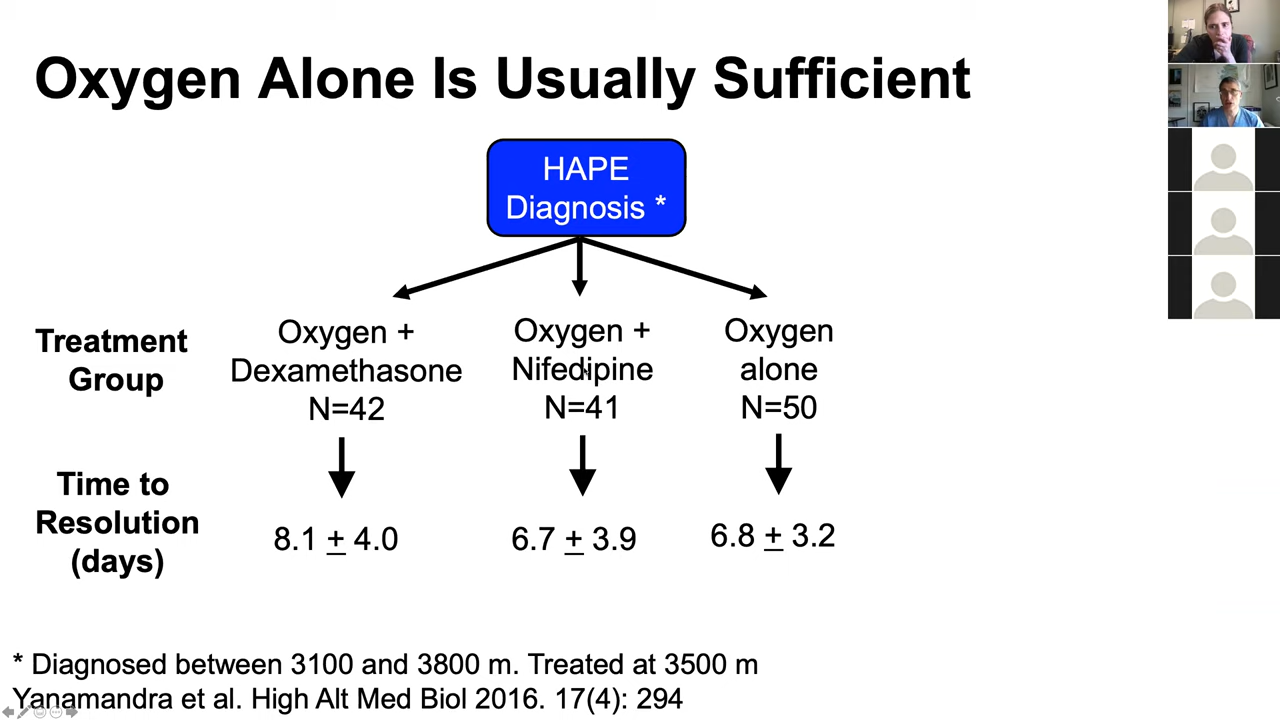 Oxygen Alone Is Usually Sufficient
HAPE
Diagnosis *
Treatment
Group
Oxygen +
Dexamethasone
N=42
Oxygen +
Nifedipine
N=41
Oxygen
alone
N=50
Time to
Resolution
(days)
8.1 ± 4.0
6.7 ± 3.9
6.8 ± 3.2
* Diagnosed between 3100 and 3800 m. Treated at 3500 m
Yanamandra et al. High Alt Med Biol 2016. 17(4): 294